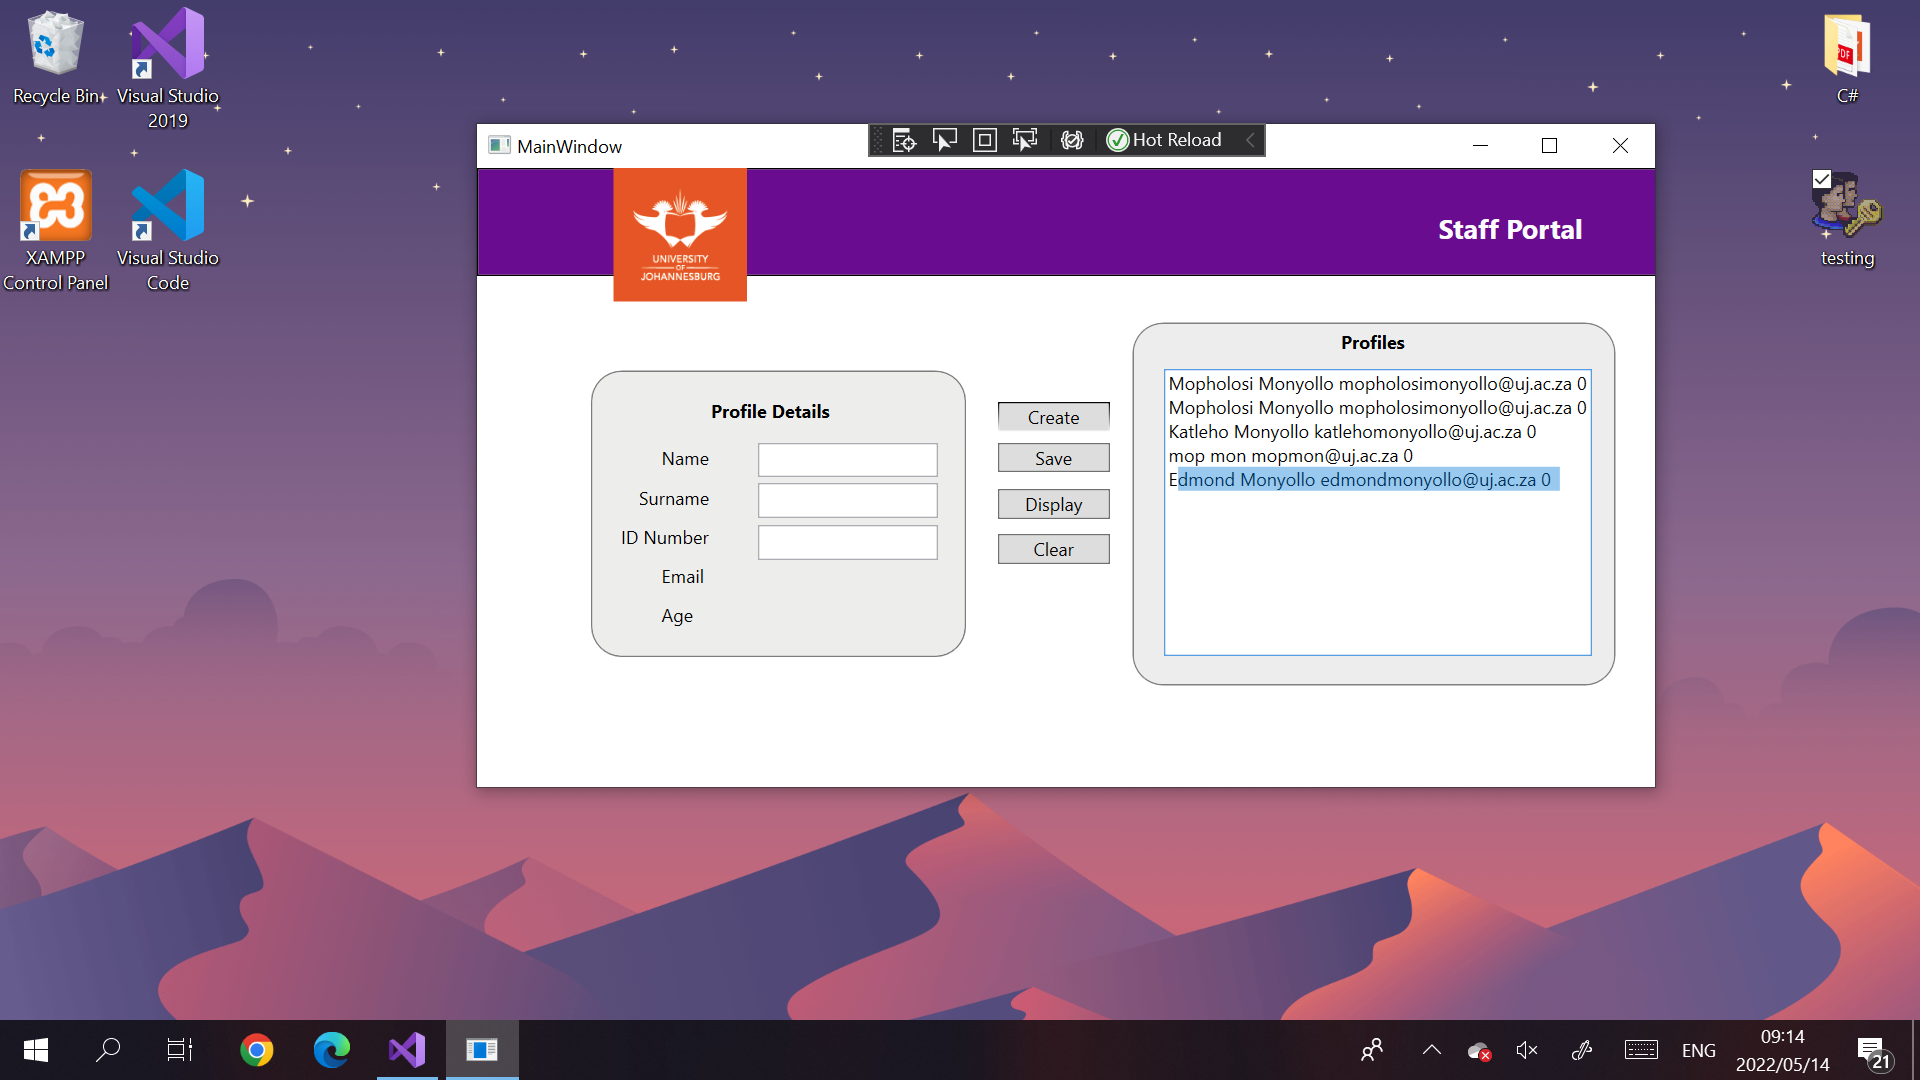 Recycle Bin
Visual Studio
2019
XAMPP
Control Panel
Visual Studio
Code
PDF
C#
testing
MainWindow
Hot Reload
UNIVERSITY
OF
JOHANNESBURG
Staff Portal
Profile Details
Name
Surname
ID Number
Email
Age
Create
Save
Display
Clear
Profiles
Mopholosi Monyollo mopholosimonyollo@uj.ac.za 0
Mopholosi Monyollo mopholosimonyollo@uj.ac.za 0
Katleho Monyollo katlehomonyollo@uj.ac.za 0
mop mon mopmon@uj.ac.za 0
Edmond Monyollo edmondmonyollo@uj.ac.za 0
ENG
09:14
2022/05/14
21